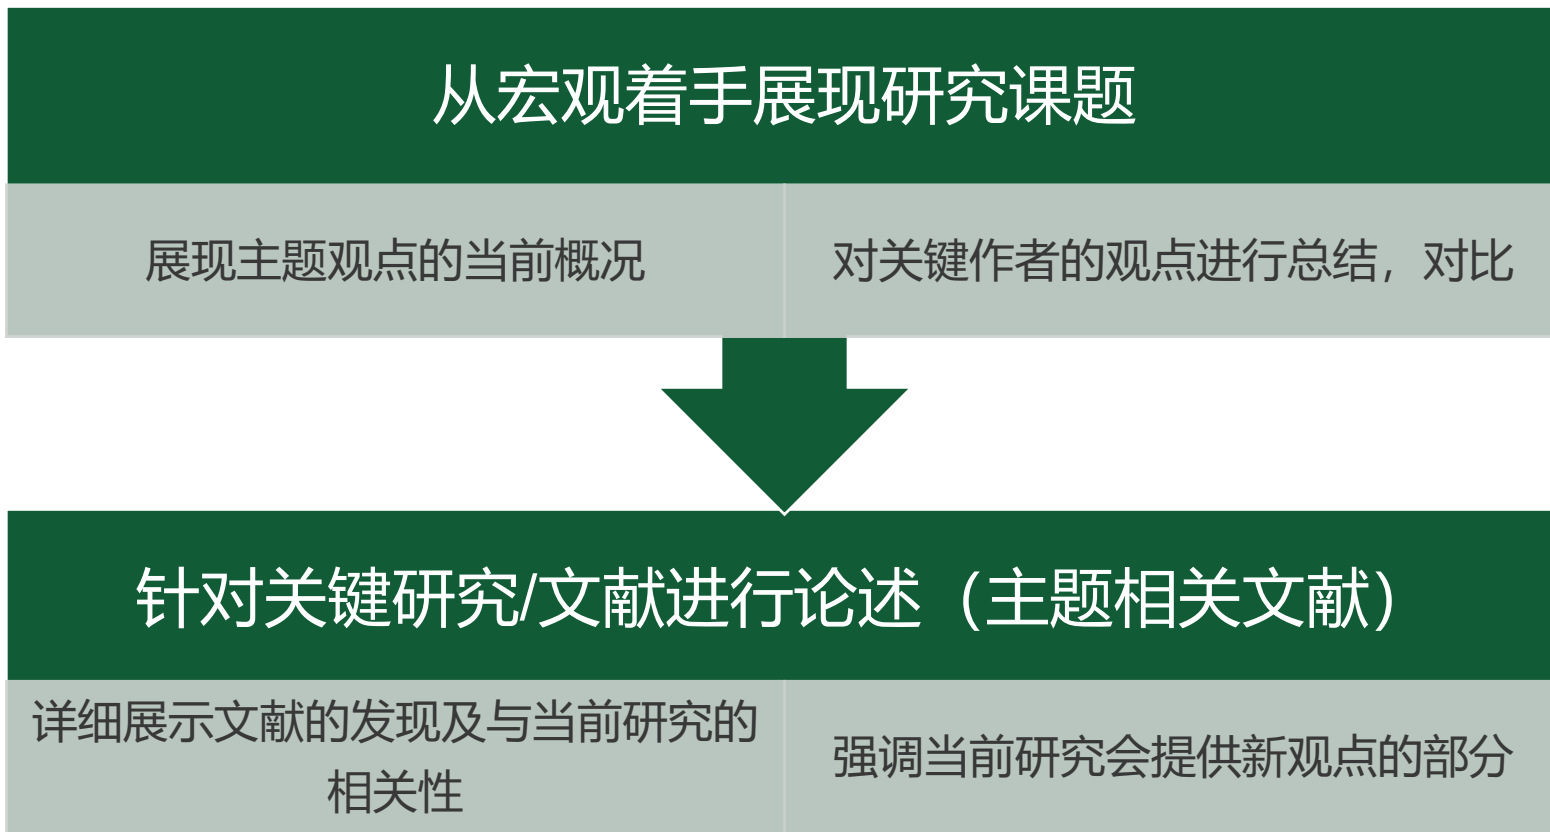 从宏观着手展现研究课题
展现主题观点的当前概况
对关键作者的观点进行总结，对比
针对关键研究/文献进行论述（主题相关文献）
详细展示文献的发现及与当前研究的
相关性
强调当前研究会提供新观点的部分